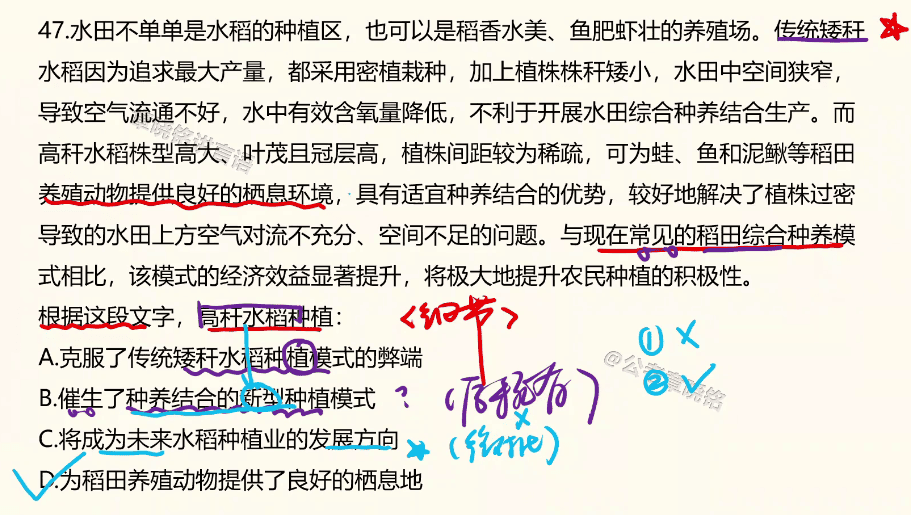 47.水田不单单是水稻的种植区，也可以是稻香水美、鱼肥虾壮的养殖场。传统矮秆
水稻因为追求最大产量，都采用密植栽种，加上植株株秆矮小，水田中空间狭窄，
导致空气流通不好，水中有效含氧量降低，不利于开展水田综合种养结合生产。而
高秆水稻株型高大、叶茂且冠层高，植株间距较为稀疏，可为蛙、鱼和泥鳅等稻田
养殖动物提供良好的栖息环境，具有适宜种养结合的优势，较好地解决了植株过密
导致的水田上方空气对流不充分、空间不足的问题。与现在常见的稻田综合种养模
式相比，该模式的经济效益显著提升，将极大地提升农民种植的积极性。
根据这段文字，高秆水稻种植：
<细节>
A.克服了传统矮秆水稻种植模式的弊端
① ×
B.催生了种养结合的新型种植模式 ?
② ✓
C.将成为未来水稻种植业的发展方向
(绝对化)
D.为稻田养殖动物提供了良好的栖息地